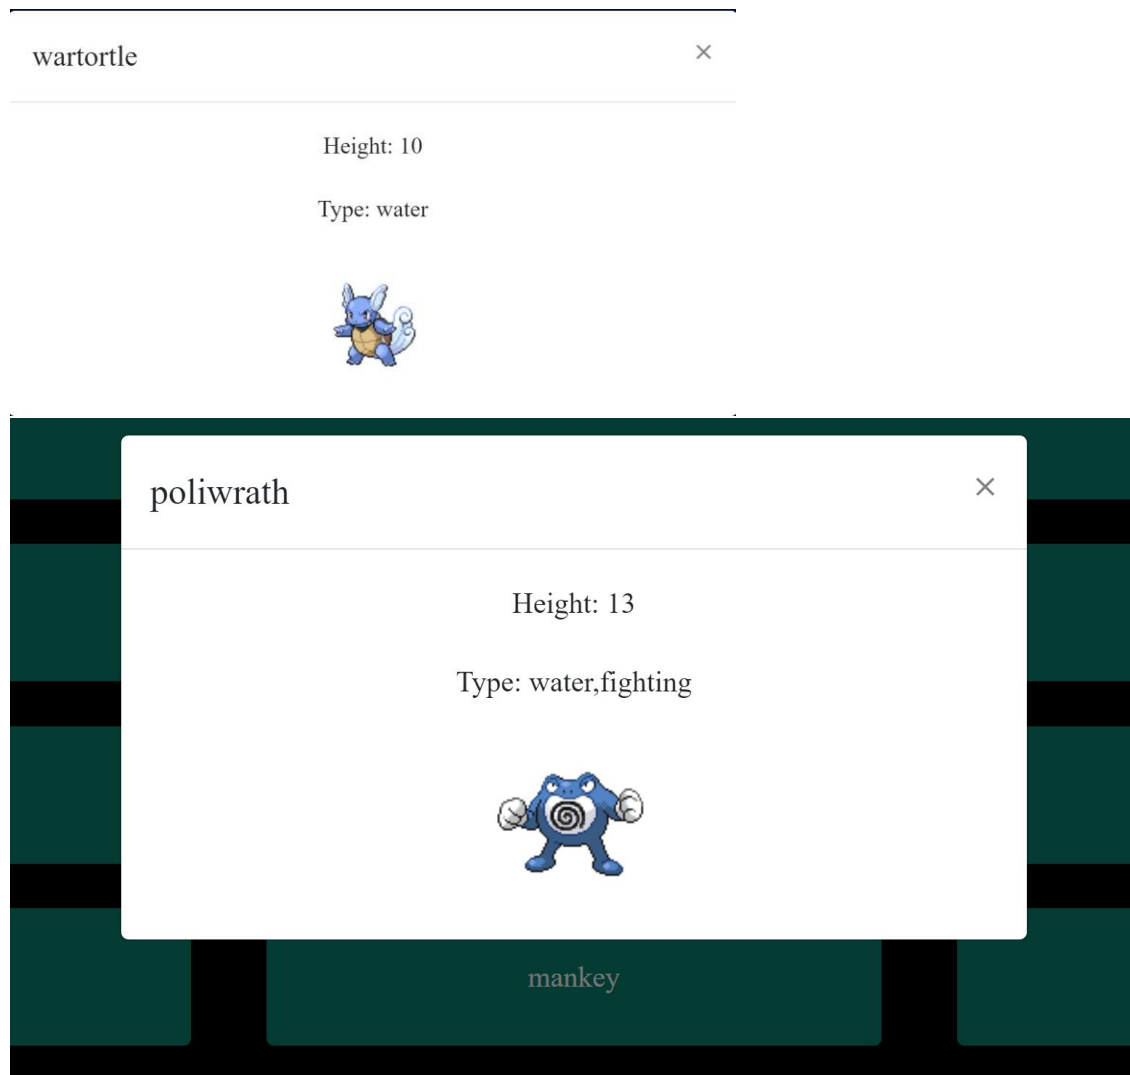 wartortle ×
Height: 10
Type: water
poliwrath ×
Height: 13
Type: water,fighting
mankey